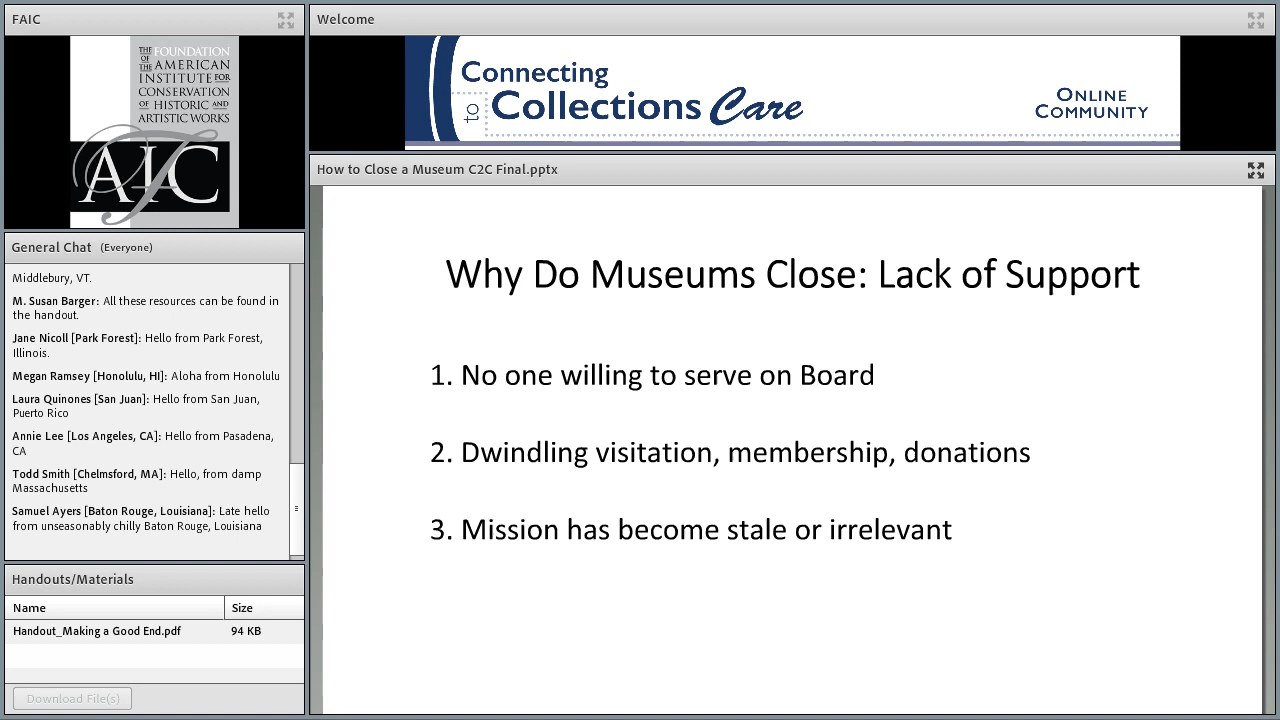 FAIC
THE FOUNDATION
OF THE AMERICAN
INSTITUTE FOR
CONSERVATION
OF HISTORIC AND
ARTISTIC WORKS
AIC
General Chat (Everyone)
Middlebury, VT.
M. Susan Barger: All these resources can be found in
the handout.
Jane Nicoll [Park Forest]: Hello from Park Forest,
Illinois.
Megan Ramsey [Honolulu, HI]: Aloha from Honolulu
Laura Quinones [San Juan]: Hello from San Juan,
Puerto Rico
Annie Lee [Los Angeles, CA]: Hello from Pasadena,
CA
Todd Smith [Chelmsford, MA]: Hello, from damp
Massachusetts
Samuel Ayers [Baton Rouge, Louisiana]: Late hello
from unseasonably chilly Baton Rouge, Louisiana
Handouts/Materials
Name Size
Handout_Making a Good End.pdf 94 KB
Download File(s)
Welcome
Connecting
to Collections Care
ONLINE
COMMUNITY
How to Close a Museum C2C Final.pptx
Why Do Museums Close: Lack of Support
1. No one willing to serve on Board
2. Dwindling visitation, membership, donations
3. Mission has become stale or irrelevant